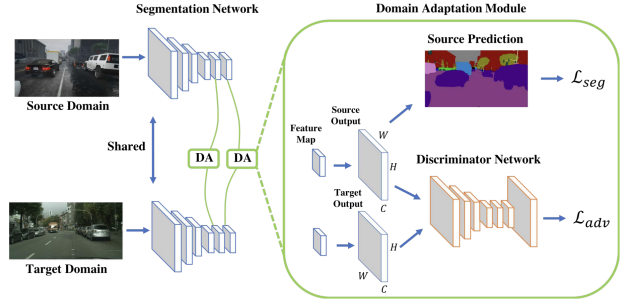 Segmentation Network
Domain Adaptation Module
Source Prediction
Source Domain
Source
Output
Feature
Map
W
H
C
ℒseg
Shared
DA
DA
Discriminator Network
Target
Output
W
H
C
ℒadv
Target Domain